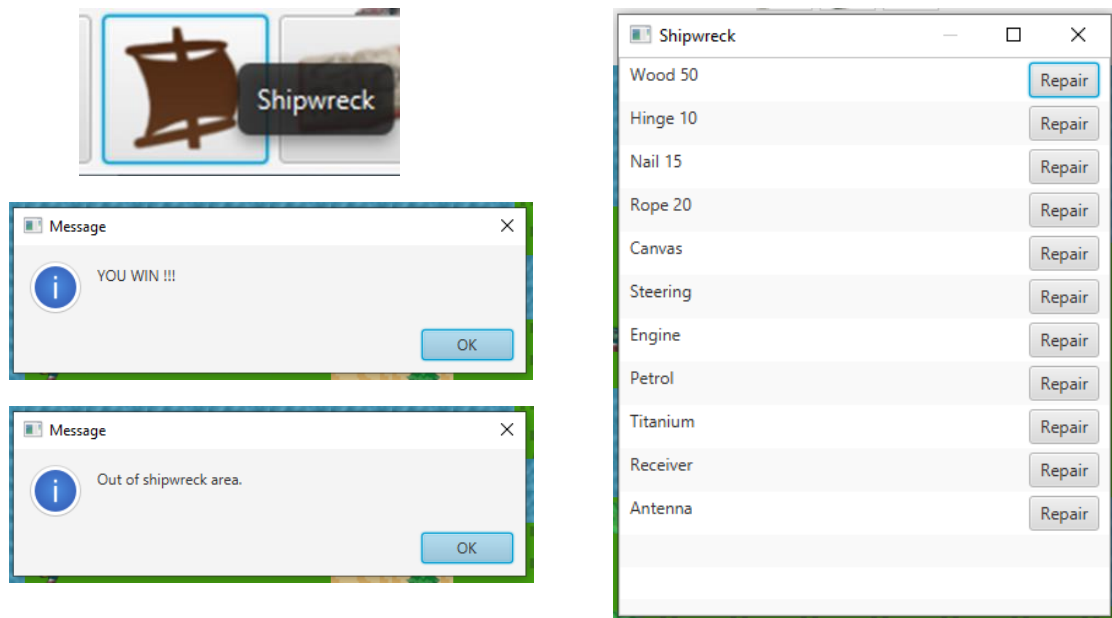 Shipwreck
Message
YOU WIN !!!
OK
Message
Out of shipwreck area.
OK
Shipwreck
Wood 50 Repair
Hinge 10 Repair
Nail 15 Repair
Rope 20 Repair
Canvas Repair
Steering Repair
Engine Repair
Petrol Repair
Titanium Repair
Receiver Repair
Antenna Repair